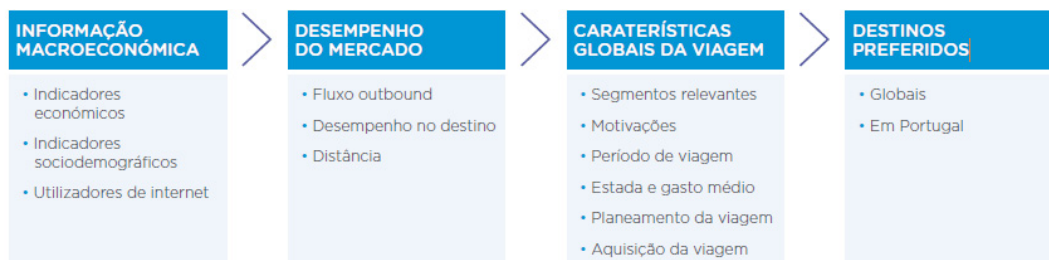 INFORMAÇÃO
MACROECONÓMICA
• Indicadores
económicos
• Indicadores
sociodemográficos
• Utilizadores de internet
DESEMPENHO
DO MERCADO
• Fluxo outbound
• Desempenho no destino
• Distância
CARATERÍSTICAS
GLOBAIS DA VIAGEM
• Segmentos relevantes
• Motivações
• Período de viagem
• Estada e gasto médio
• Planeamento da viagem
• Aquisição da viagem
DESTINOS
PREFERIDOS
• Globais
• Em Portugal